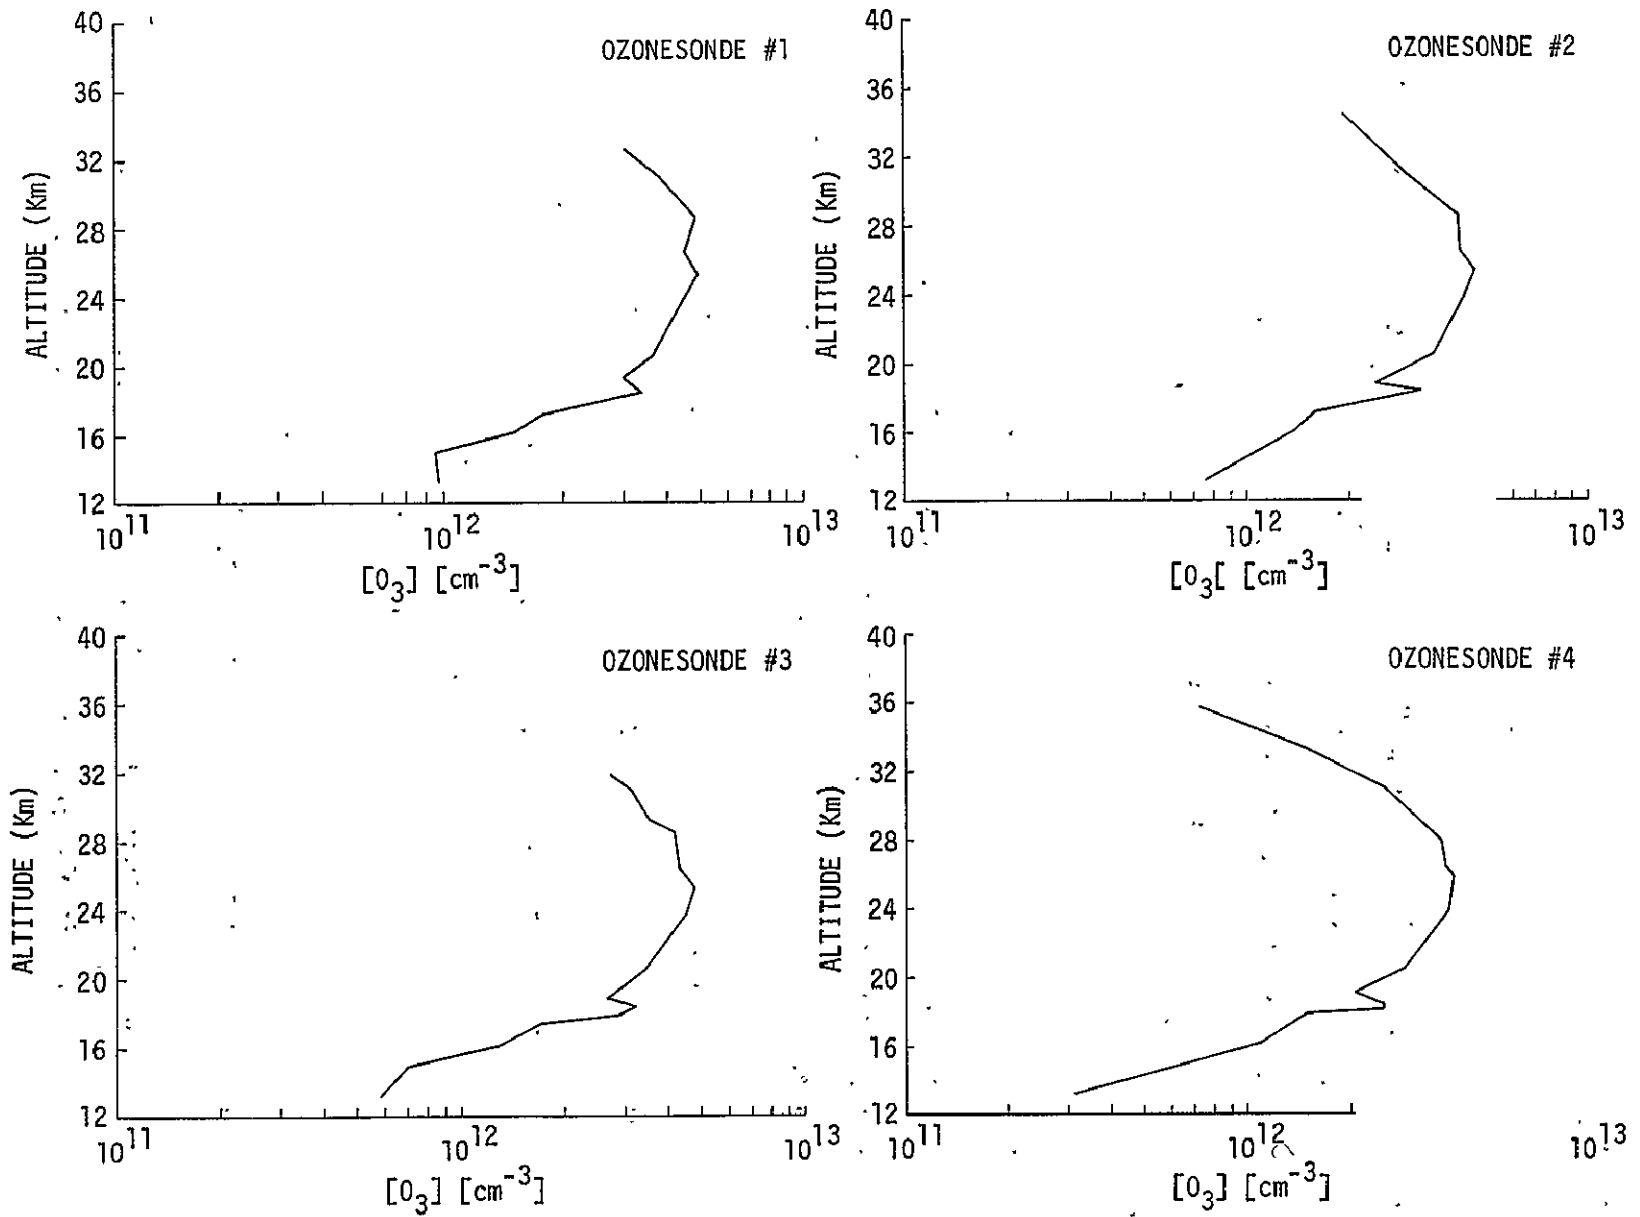 OZONESONDE #1
40
36
32
28
24
20
16
12
ALTITUDE (Km)
10^11 10^12 10^13
[O3] [cm^-3]
OZONESONDE #2
40
36
32
28
24
20
16
12
ALTITUDE (Km)
10^11 10^12 10^13
[O3[ [cm^-3]
OZONESONDE #3
40
36
32
28
24
20
16
12
ALTITUDE (Km)
10^11 10^12 10^13
[O3] [cm^-3]
OZONESONDE #4
40
36
32
28
24
20
16
12
ALTITUDE (Km)
10^11 10^12 10^13
[O3] [cm^-3]